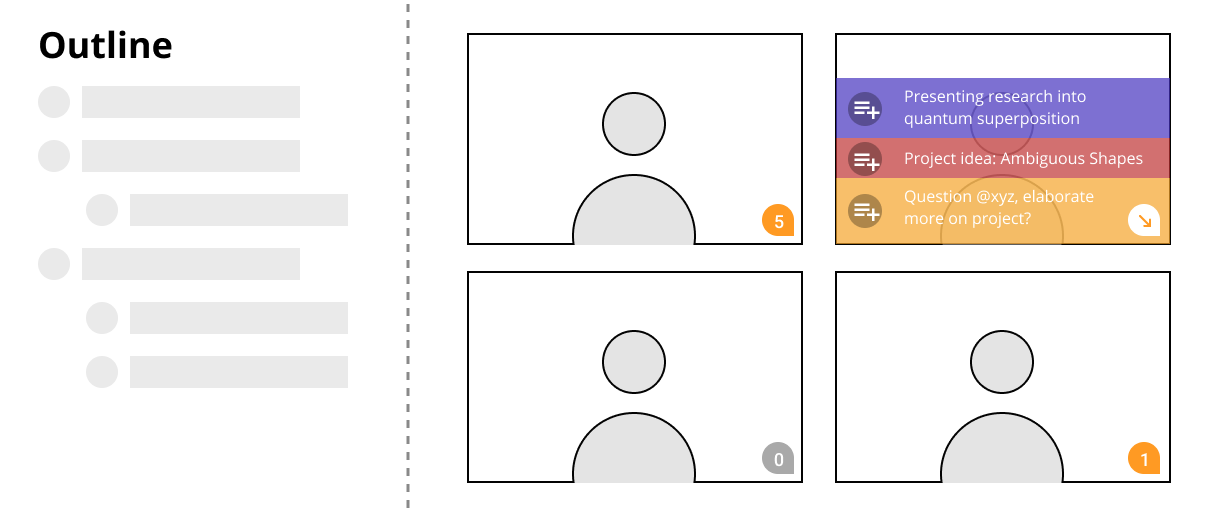 Outline
Presenting research into
quantum superposition
Project idea: Ambiguous Shapes
Question @xyz, elaborate
more on project?
5
0
1